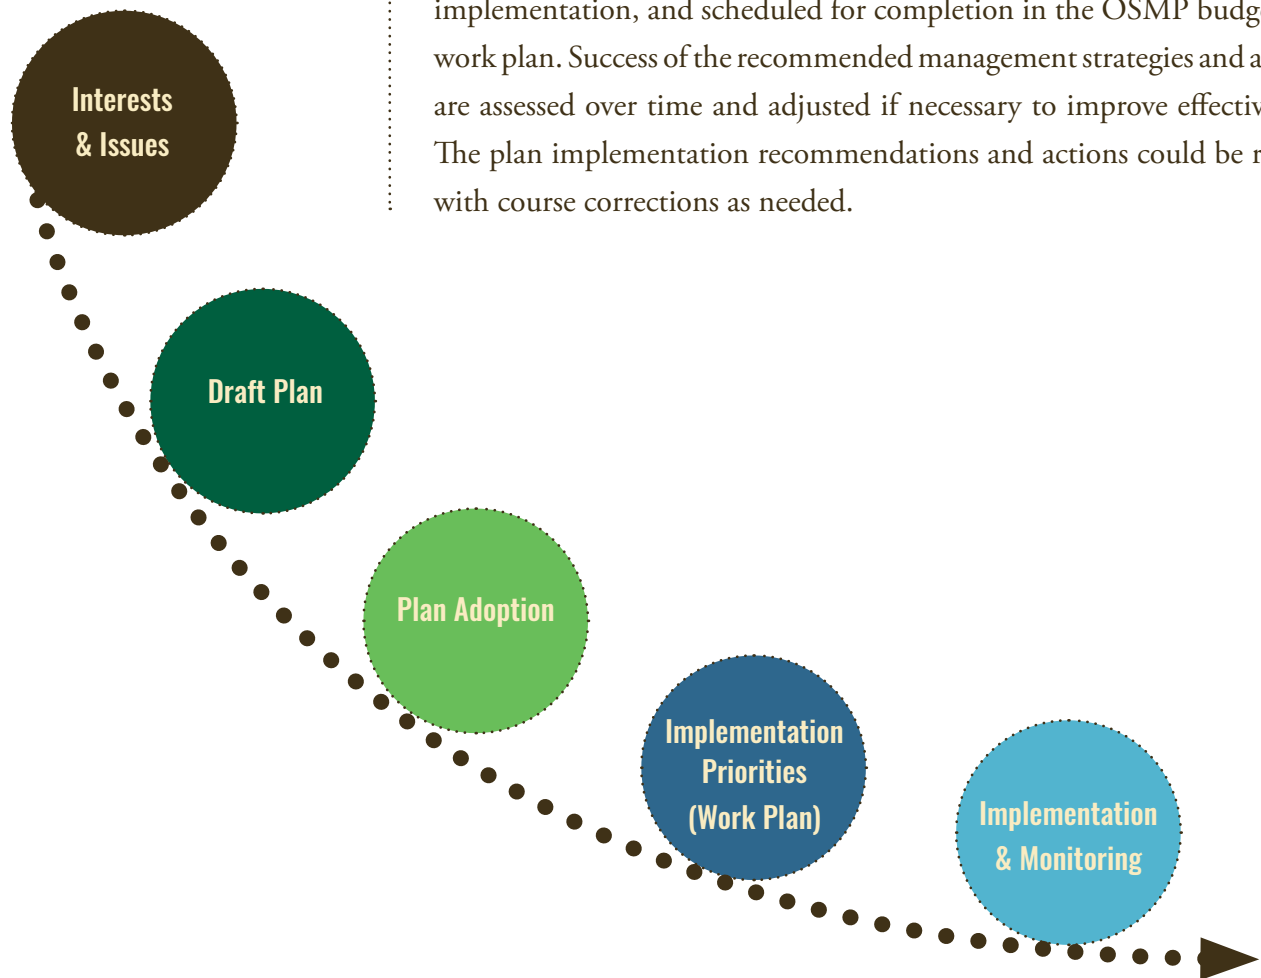 implementation, and scheduled for completion in the OSMP
work plan. Success of the recommended management strategies and
are assessed over time and adjusted if necessary to improve
The plan implementation recommendations and actions could be
with course corrections as needed.
Interests
& Issues
Draft Plan
Plan Adoption
Implementation
Priorities
(Work Plan)
Implementation
& Monitoring